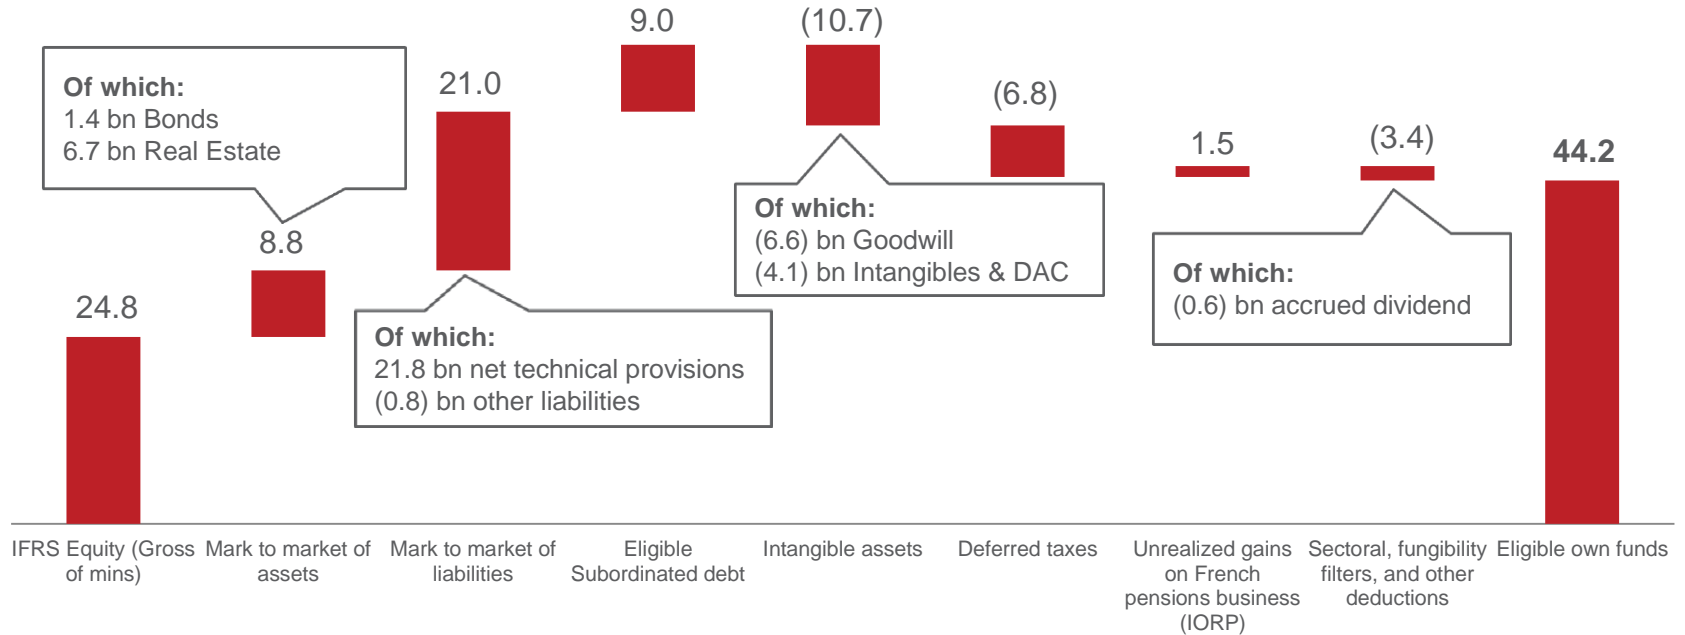 9.0
(10.7)
Of which:
1.4 bn Bonds
6.7 bn Real Estate
21.0
(6.8)
1.5
(3.4)
44.2
Of which:
(6.6) bn Goodwill
(4.1) bn Intangibles & DAC
8.8
Of which:
(0.6) bn accrued dividend
24.8
Of which:
21.8 bn net technical provisions
(0.8) bn other liabilities
IFRS Equity (Gross
of mins)
Mark to market of
assets
Mark to market of
liabilities
Eligible
Subordinated debt
Intangible assets
Deferred taxes
Unrealized gains
on French
pensions business
(IORP)
Sectoral, fungibility
filters, and other
deductions
Eligible own funds